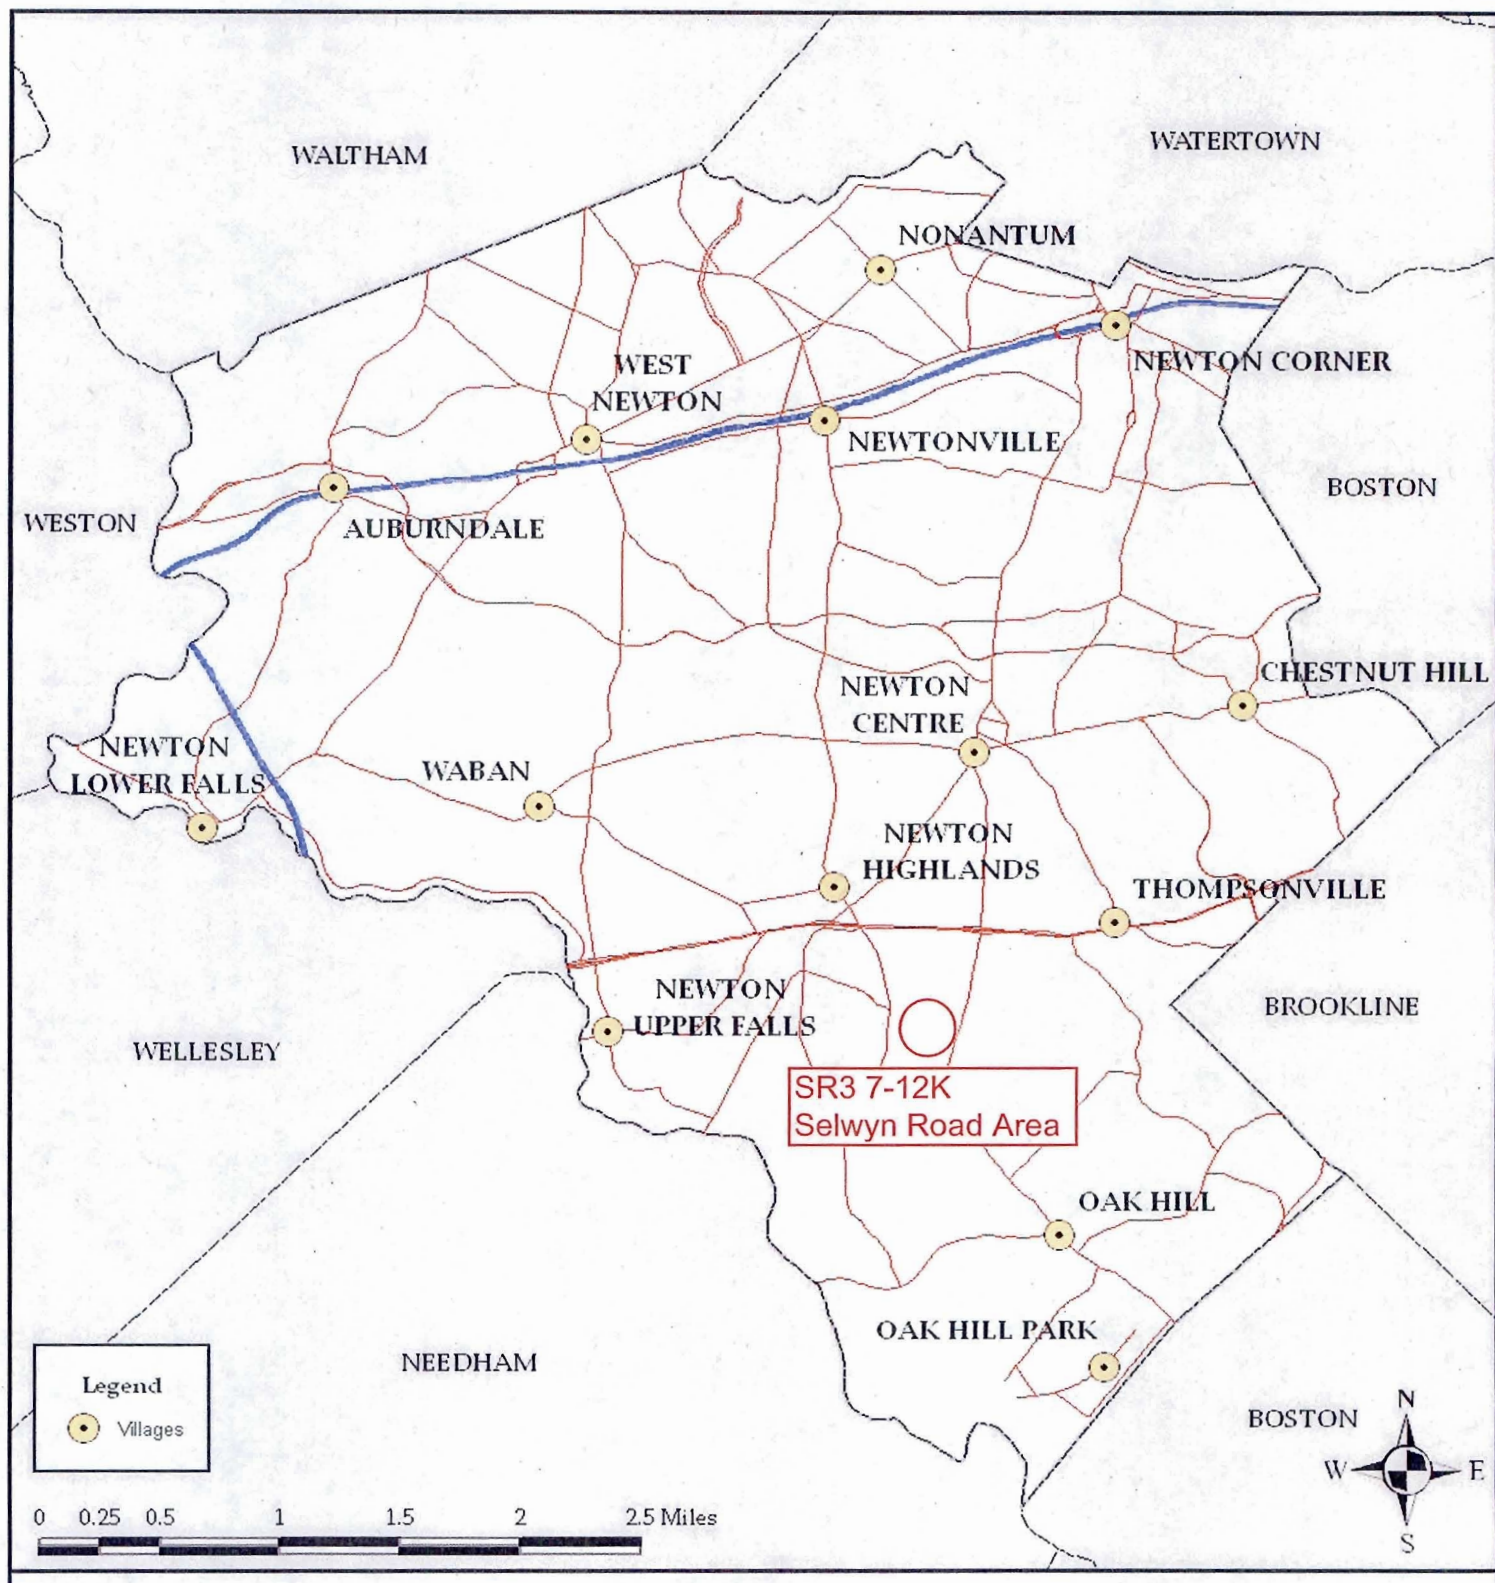 WALTHAM
WATERTOWN
NONANTUM
WEST
NEWTON
NEWTON CORNER
NEWTONVILLE
BOSTON
WESTON
AUBURNDALE
CHESTNUT HILL
NEWTON
CENTRE
NEWTON
LOWER FALLS
WABAN
NEWTON
HIGHLANDS
THOMPSONVILLE
NEWTON
UPPER FALLS
BROOKLINE
WELLESLEY
SR3 7-12K
Selwyn Road Area
OAK HILL
OAK HILL PARK
NEEDHAM
Legend
Villages
BOSTON
N
W E
S
0 0.25 0.5 1 1.5 2 2.5 Miles